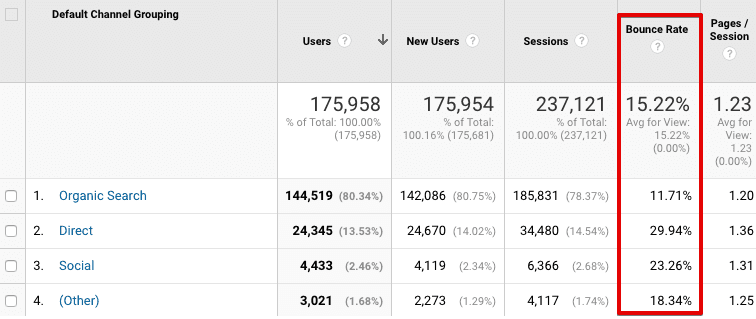 Default Channel Grouping
Users ? New Users ? Sessions ? Bounce Rate ? Pages / Session ?
175,958 175,954 237,121 15.22% 1.23
% of Total: 100.00% (175,958) % of Total: 100.16% (175,681) % of Total: 100.00% (237,121) Avg for View: 15.22% (0.00%) Avg for View: 1.23 (0.00%)
1. Organic Search 144,519 (80.34%) 142,086 (80.75%) 185,831 (78.37%) 11.71% 1.20
2. Direct 24,345 (13.53%) 24,670 (14.02%) 34,480 (14.54%) 29.94% 1.36
3. Social 4,433 (2.46%) 4,119 (2.34%) 6,366 (2.68%) 23.26% 1.31
4. (Other) 3,021 (1.68%) 2,273 (1.29%) 4,117 (1.74%) 18.34% 1.25